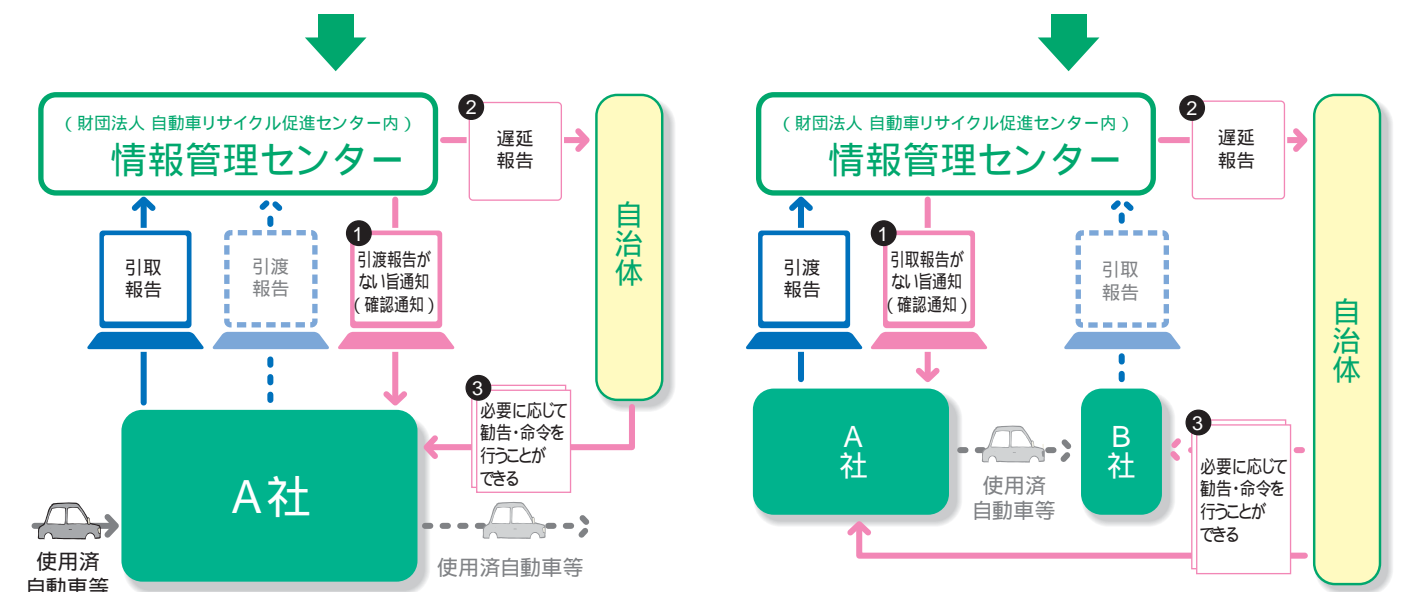 (財団法人 自動車リサイクル促進センター内)
情報管理センター
❷
遅延
報告
自治体
引取
報告
引渡
報告
❶
引渡報告が
ない旨通知
(確認通知)
❸
必要に応じて
勧告・命令を
行うことが
できる
A社
使用済
自動車等
使用済自動車等
(財団法人 自動車リサイクル促進センター内)
情報管理センター
❷
遅延
報告
自治体
引渡
報告
❶
引取報告が
ない旨通知
(確認通知)
引取
報告
A社
使用済
自動車等
B社
❸
必要に応じて
勧告・命令を
行うことが
できる